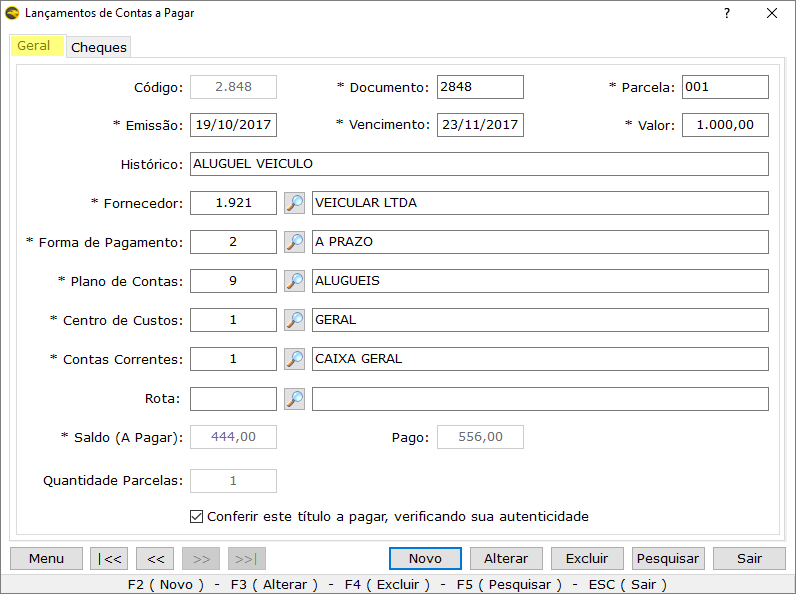 Lançamentos de Contas a Pagar ?
Geral Cheques
Código: 2.848 * Documento: 2848 * Parcela: 001
* Emissão: 19/10/2017 * Vencimento: 23/11/2017 * Valor: 1.000,00
Histórico: ALUGUEL VEICULO
* Fornecedor: 1.921 VEICULAR LTDA
* Forma de Pagamento: 2 A PRAZO
* Plano de Contas: 9 ALUGUEIS
* Centro de Custos: 1 GERAL
* Contas Correntes: 1 CAIXA GERAL
Rota:
* Saldo (A Pagar): 444,00 Pago: 556,00
Quantidade Parcelas: 1
Conferir este título a pagar, verificando sua autenticidade
Menu |<< << >> >>| Novo Alterar Excluir Pesquisar Sair
F2 ( Novo ) - F3 ( Alterar ) - F4 ( Excluir ) - F5 ( Pesquisar ) - ESC ( Sair )